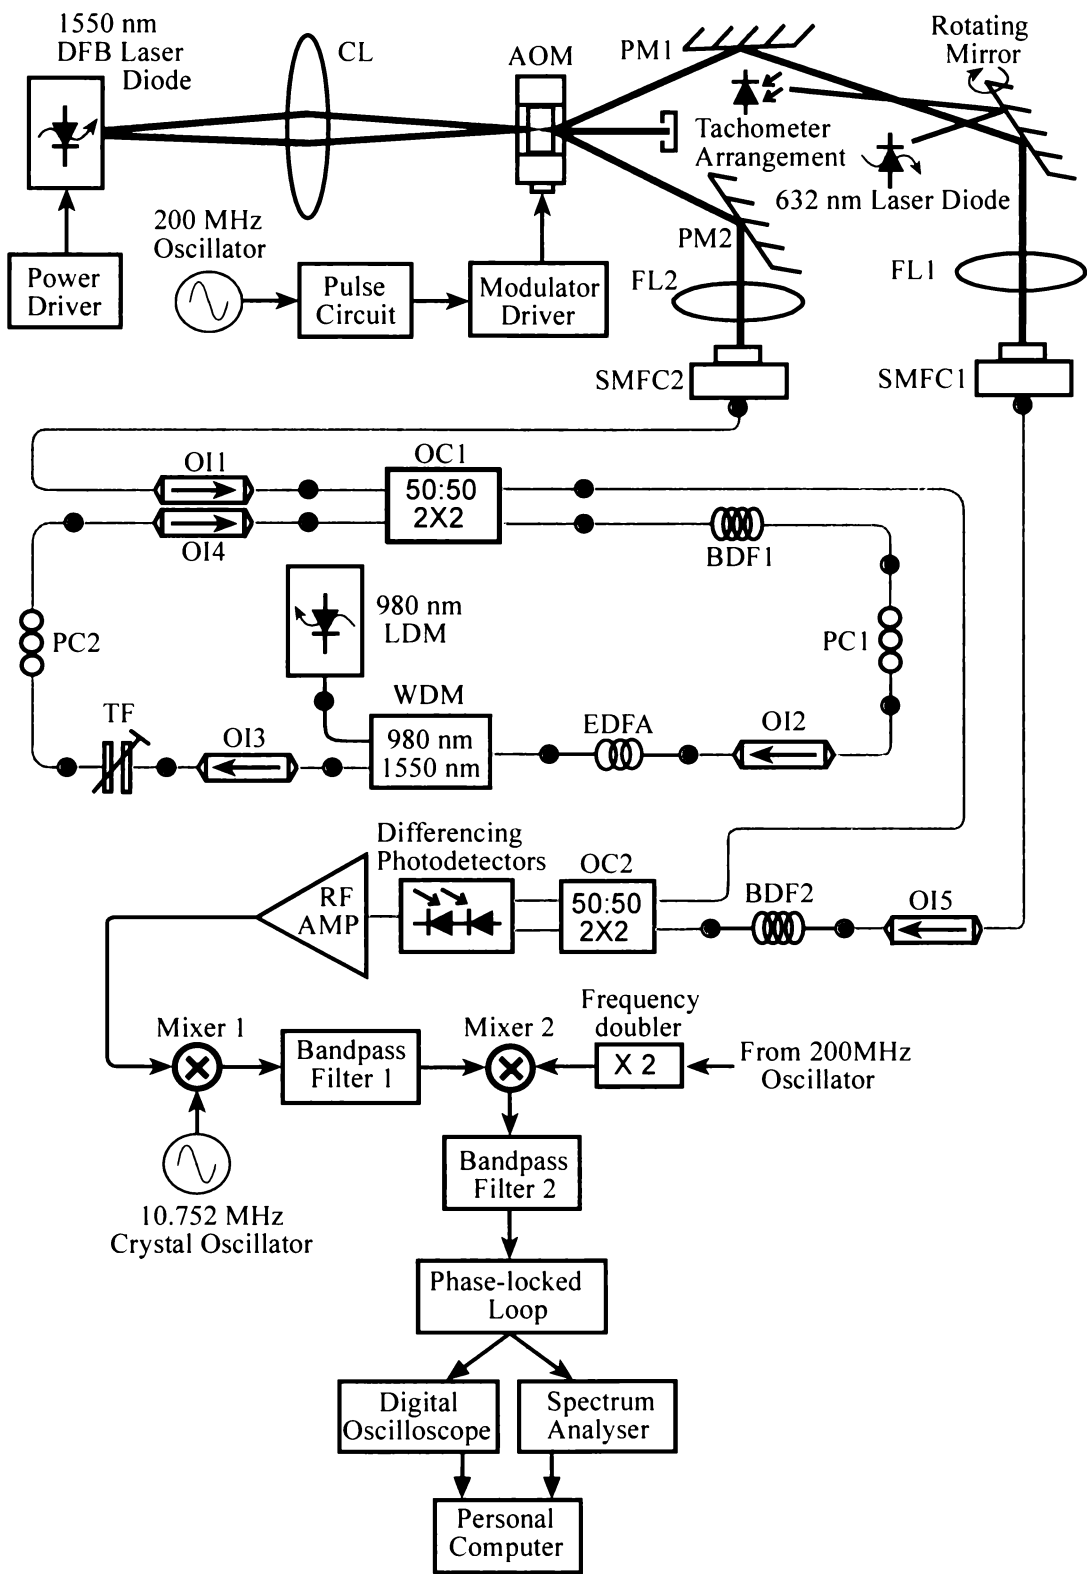 1550 nm
DFB Laser
Diode
CL
AOM
PM1
Rotating
Mirror
Tachometer
Arrangement
632 nm Laser Diode
200 MHz
Oscillator
Power
Driver
Pulse
Circuit
Modulator
Driver
PM2
FL2
FL1
SMFC2
SMFC1
OI1
OC1
50:50
2X2
OI4
BDF1
980 nm
LDM
PC2
PC1
WDM
TF
OI3
980 nm
1550 nm
EDFA
OI2
Differencing
Photodetectors
RF
AMP
OC2
50:50
2X2
BDF2
OI5
Mixer 1
Bandpass
Filter 1
Mixer 2
Frequency
doubler
X 2
From 200MHz
Oscillator
10.752 MHz
Crystal Oscillator
Bandpass
Filter 2
Phase-locked
Loop
Digital
Oscilloscope
Spectrum
Analyser
Personal
Computer